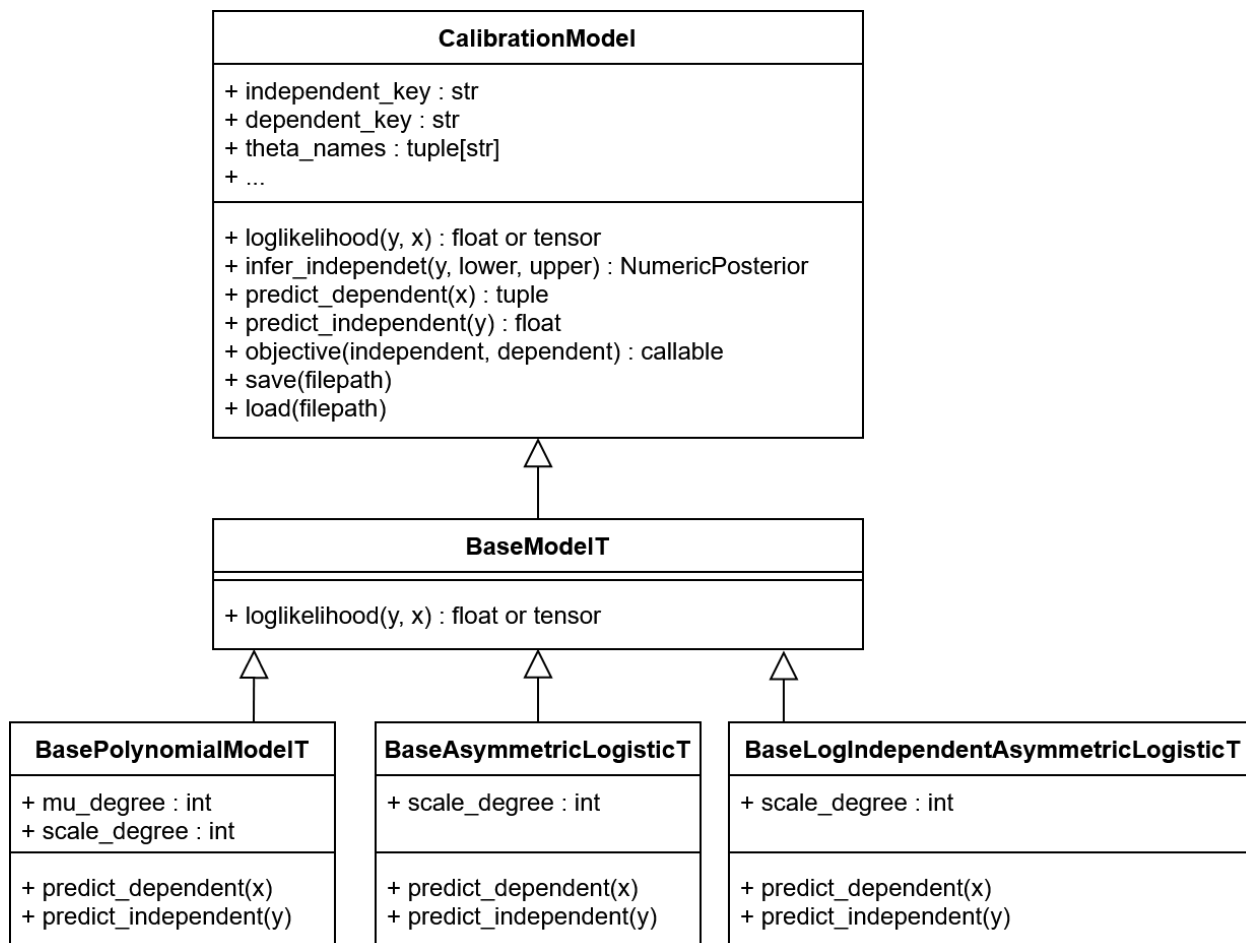 CalibrationModel
+ independent_key : str
+ dependent_key : str
+ theta_names : tuple[str]
+ ...
+ loglikelihood(y, x) : float or tensor
+ infer_independet(y, lower, upper) : NumericPosterior
+ predict_dependent(x) : tuple
+ predict_independent(y) : float
+ objective(independent, dependent) : callable
+ save(filepath)
+ load(filepath)
BaseModelT
+ loglikelihood(y, x) : float or tensor
BasePolynomialModelT
+ mu_degree : int
+ scale_degree : int
+ predict_dependent(x)
+ predict_independent(y)
BaseAsymmetricLogisticT
+ scale_degree : int
+ predict_dependent(x)
+ predict_independent(y)
BaseLogIndependentAsymmetricLogisticT
+ scale_degree : int
+ predict_dependent(x)
+ predict_independent(y)